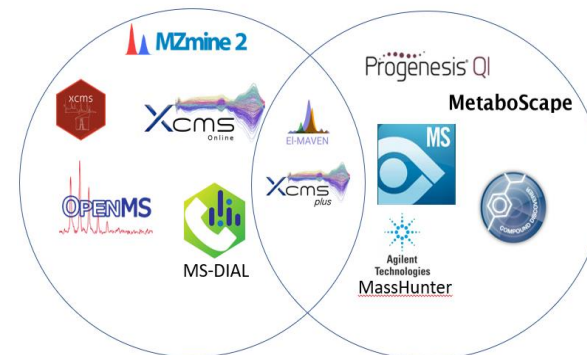 MZmine 2
xcms
Xcms
Online
OPENMS
MS-DIAL
EI-MAVEN
Xcms
plus
Progenesis QI
MetaboScape
MS
COMPOUND DISCOVERER
Agilent
Technologies
MassHunter